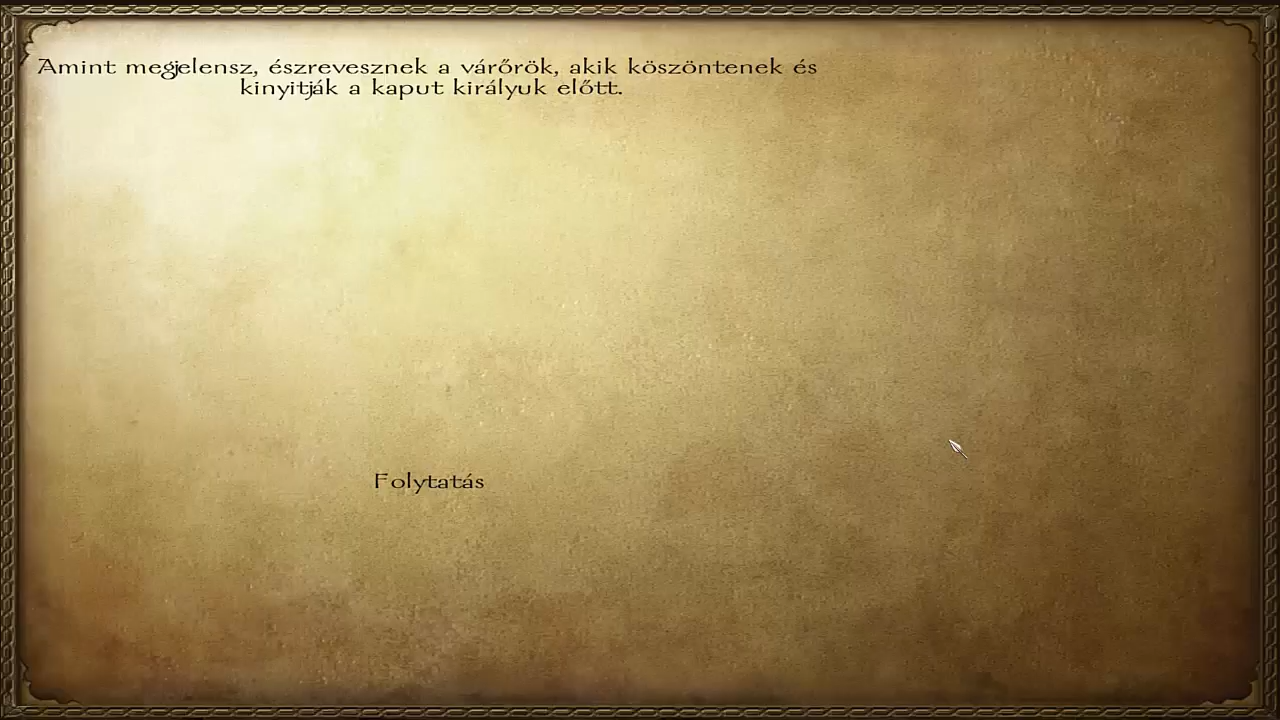 Amint megjelensz, észrevesznek a várőrök, akik köszöntenek és
kinyitják a kaput királyuk előtt.
Folytatás